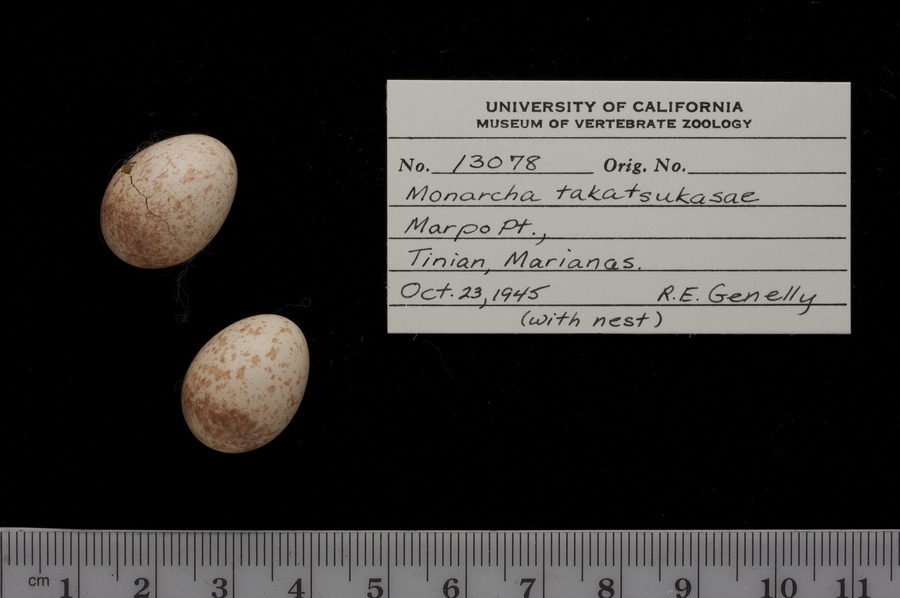 UNIVERSITY OF CALIFORNIA
MUSEUM OF VERTEBRATE ZOOLOGY
No. 13078 Orig. No.
Monarcha takatsukasae
Marpo Pt.,
Tinian, Marianas.
Oct. 23, 1945 R.E. Genelly
(with nest)
cm 1 2 3 4 5 6 7 8 9 10 11